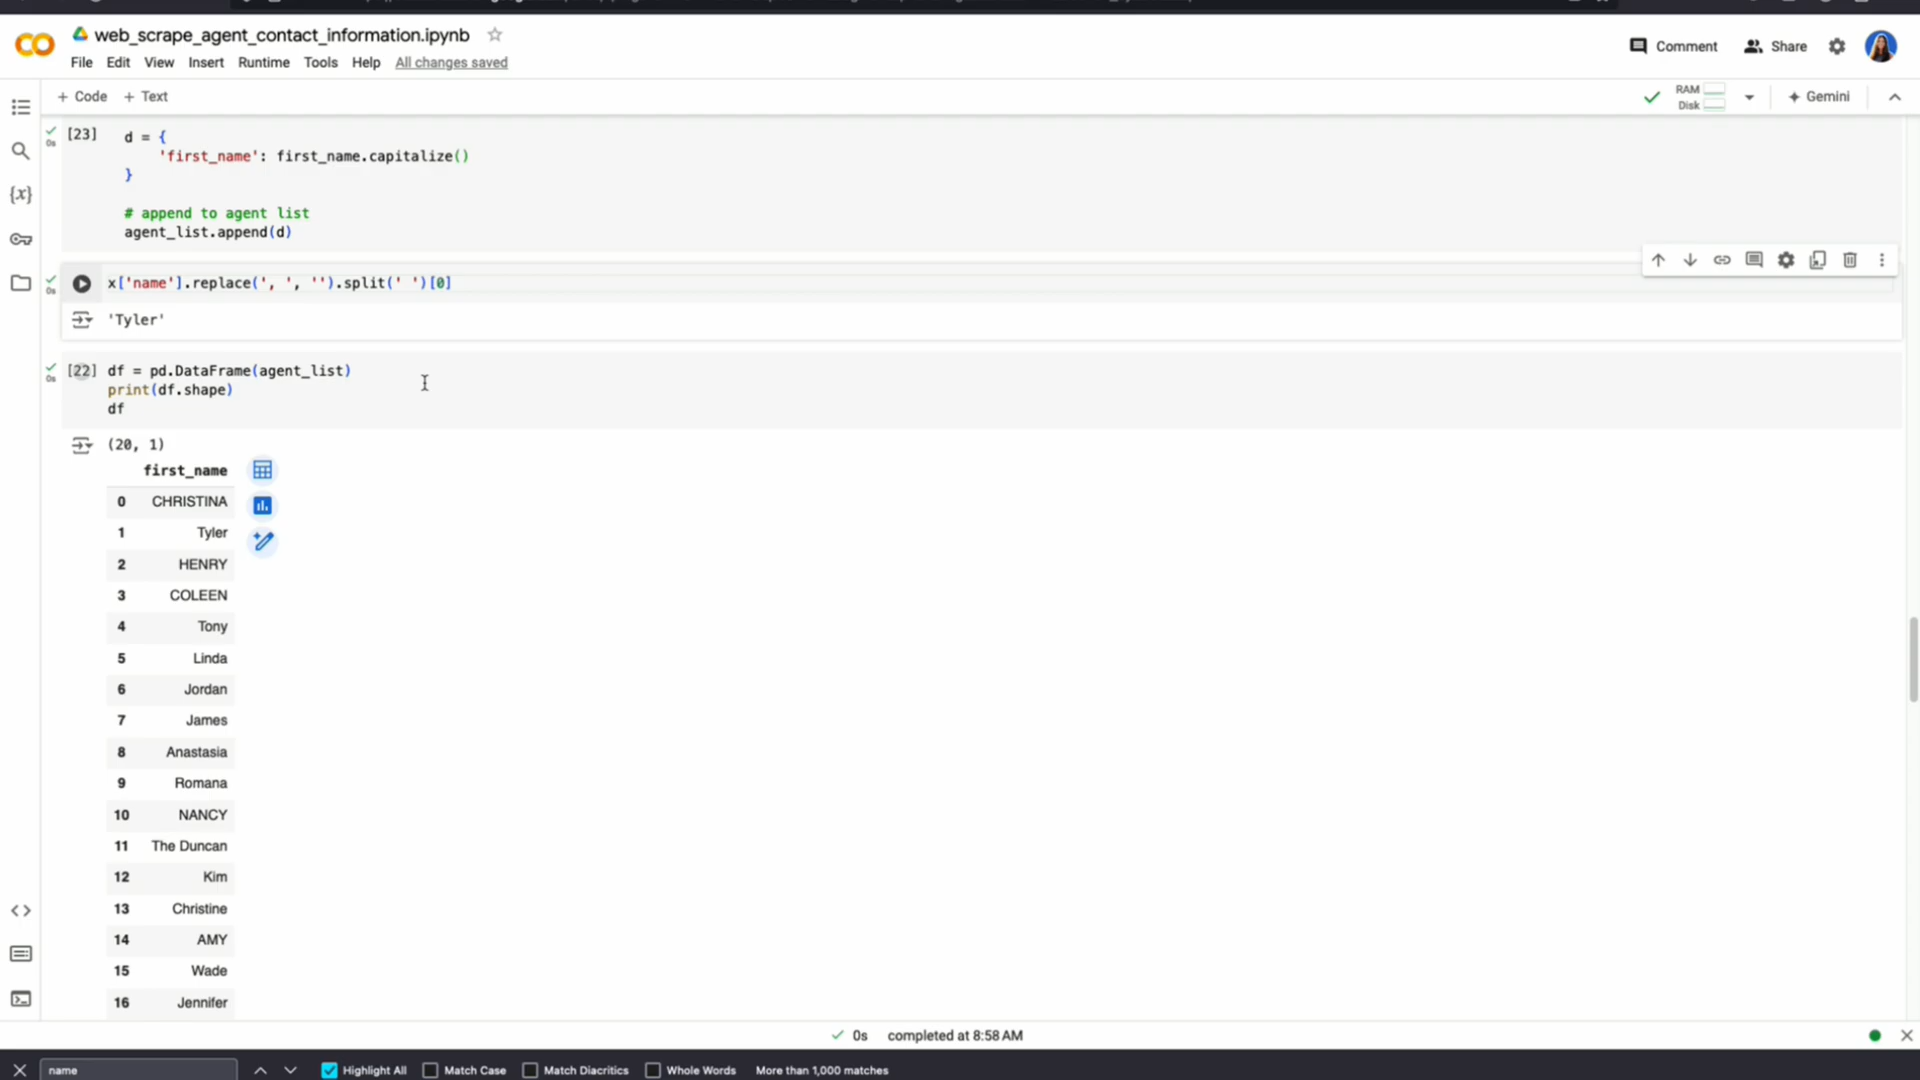 web_scrape_agent_contact_information.ipynb
Comment
Share
File Edit View Insert Runtime Tools Help All changes saved
+ Code + Text
RAM
Disk
Gemini
[23]
0s
d = {
'first_name': first_name.capitalize()
}
# append to agent list
agent_list.append(d)
0s
x['name'].replace(', ', '').split(' ')[0]
'Tyler'
[22] df = pd.DataFrame(agent_list)
0s
print(df.shape)
df
(20, 1)
first_name
0 CHRISTINA
1 Tyler
2 HENRY
3 COLEEN
4 Tony
5 Linda
6 Jordan
7 James
8 Anastasia
9 Romana
10 NANCY
11 The Duncan
12 Kim
13 Christine
14 AMY
15 Wade
16 Jennifer
0s completed at 8:58 AM
name Highlight All Match Case Match Diacritics Whole Words More than 1,000 matches